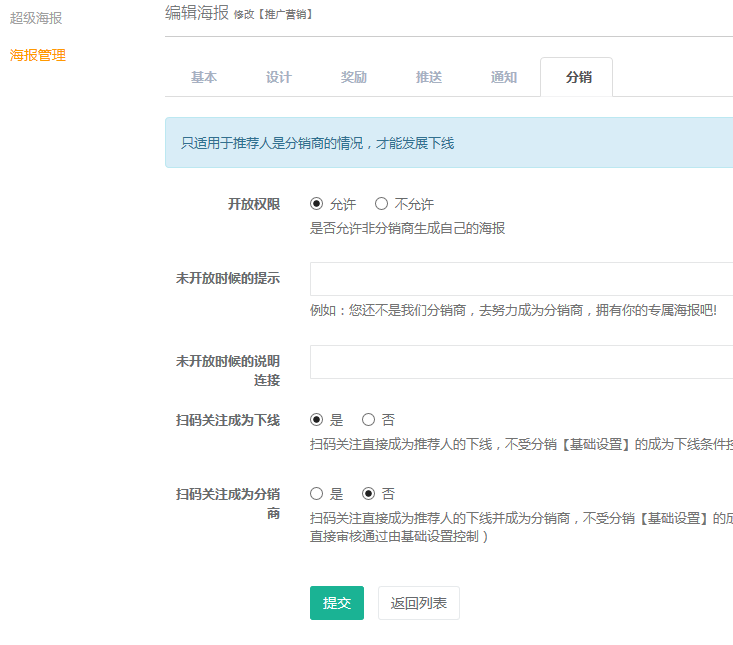 超级海报
海报管理
编辑海报 修改【推广营销】
基本 设计 奖励 推送 通知 分销
只适用于推荐人是分销商的情况，才能发展下线
开放权限 允许 不允许
是否允许非分销商生成自己的海报
未开放时候的提示
例如：您还不是我们分销商，去努力成为分销商，拥有你的专属海报吧!
未开放时候的说明
连接
扫码关注成为下线 是 否
扫码关注直接成为推荐人的下线，不受分销【基础设置】的成为下线条件控
扫码关注成为分销 是 否
商
扫码关注直接成为推荐人的下线并成为分销商，不受分销【基础设置】的成
直接审核通过由基础设置控制）
提交 返回列表